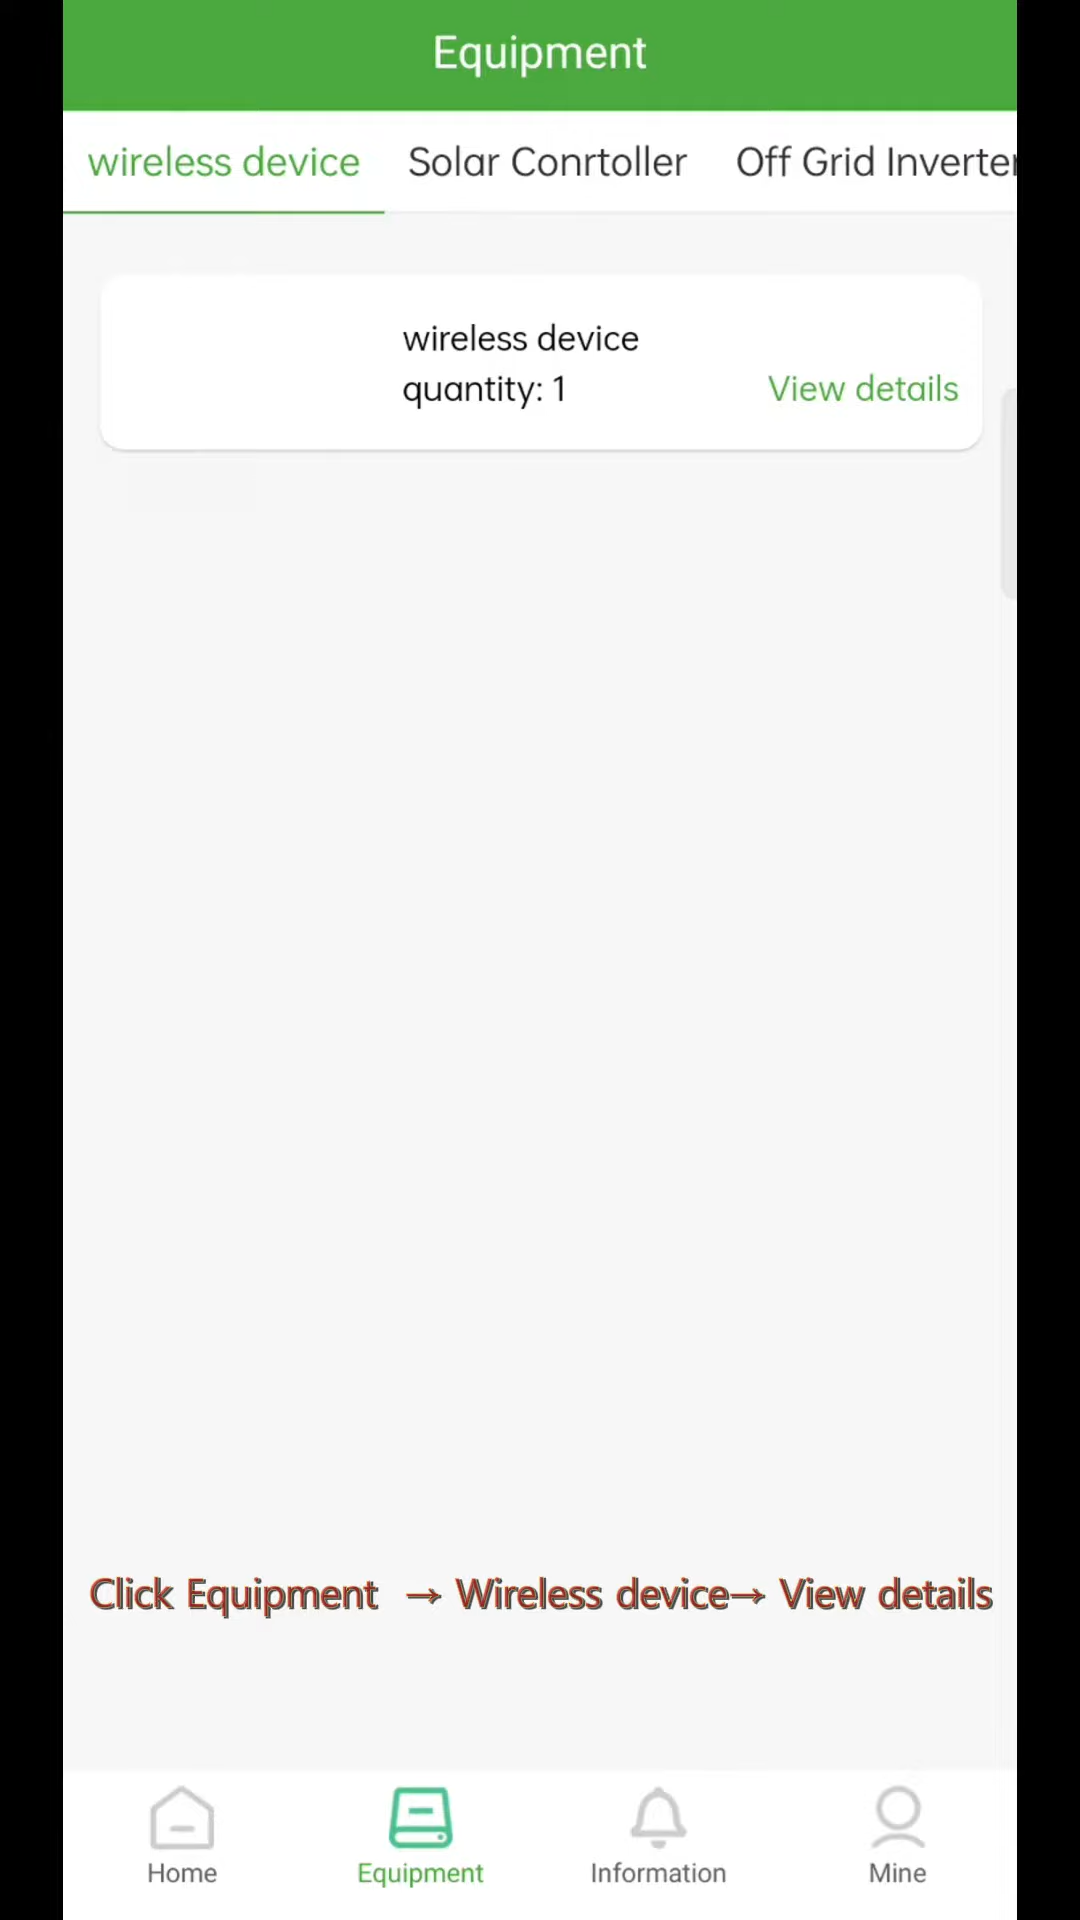 Equipment
wireless device Solar Conrtoller Off Grid Inverter
wireless device
quantity: 1 View details
Click Equipment → Wireless device→ View details
Home Equipment Information Mine